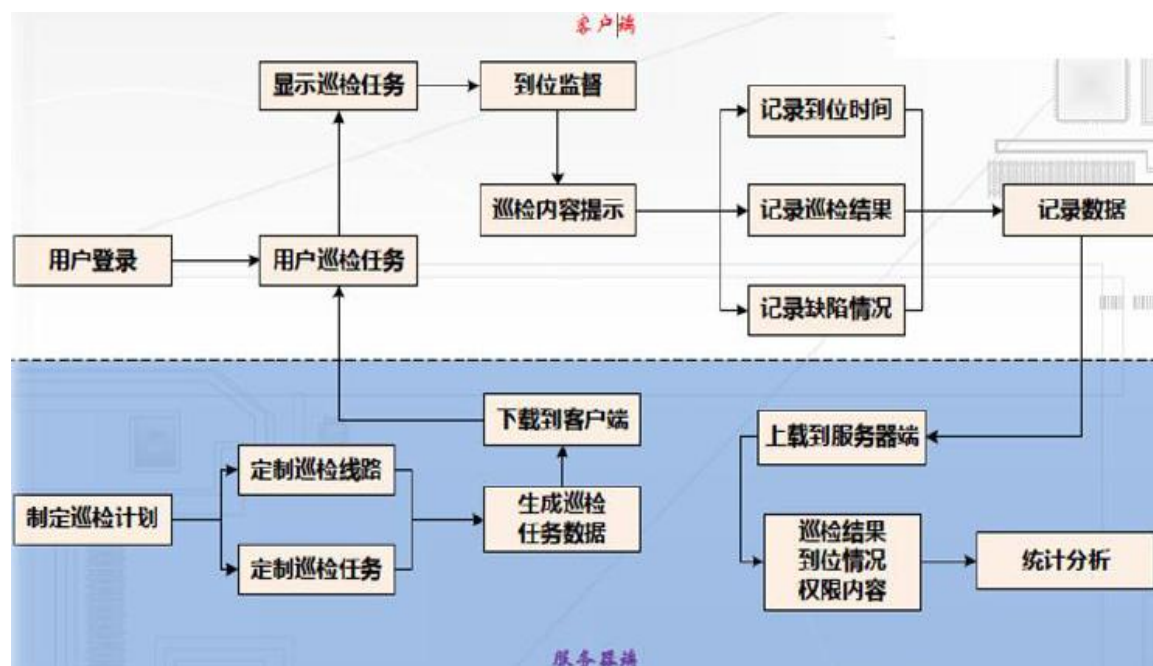 客户端
显示巡检任务
到位监督
记录到位时间
巡检内容提示
记录巡检结果
记录数据
用户登录
用户巡检任务
记录缺陷情况
下载到客户端
上载到服务器端
定制巡检线路
制定巡检计划
生成巡检
任务数据
定制巡检任务
巡检结果
到位情况
权限内容
统计分析
服务器端